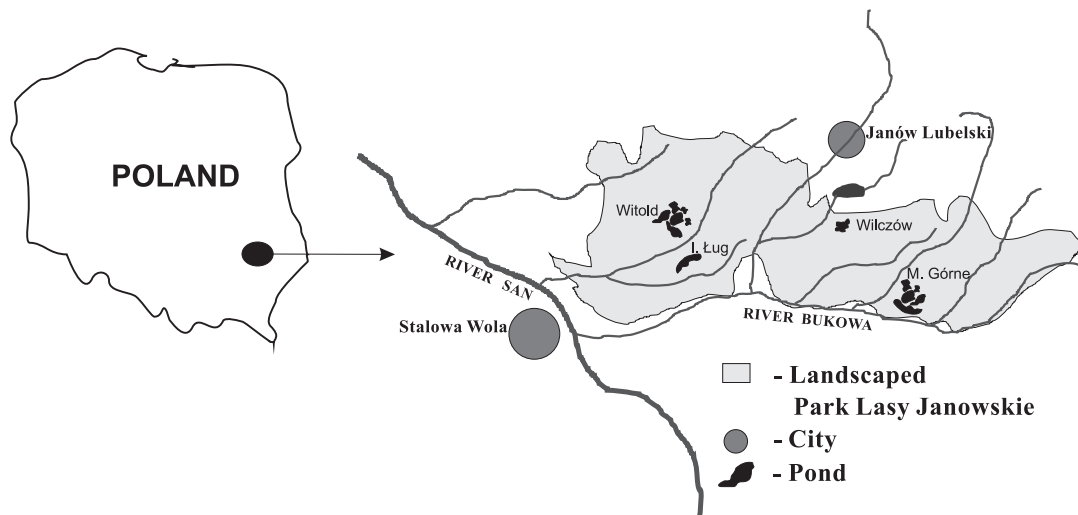 POLAND
Janów Lubelski
Witold
Wilczów
I. Ług
M. Górne
RIVER SAN
RIVER BUKOWA
Stalowa Wola
- Landscaped
Park Lasy Janowskie
- City
- Pond